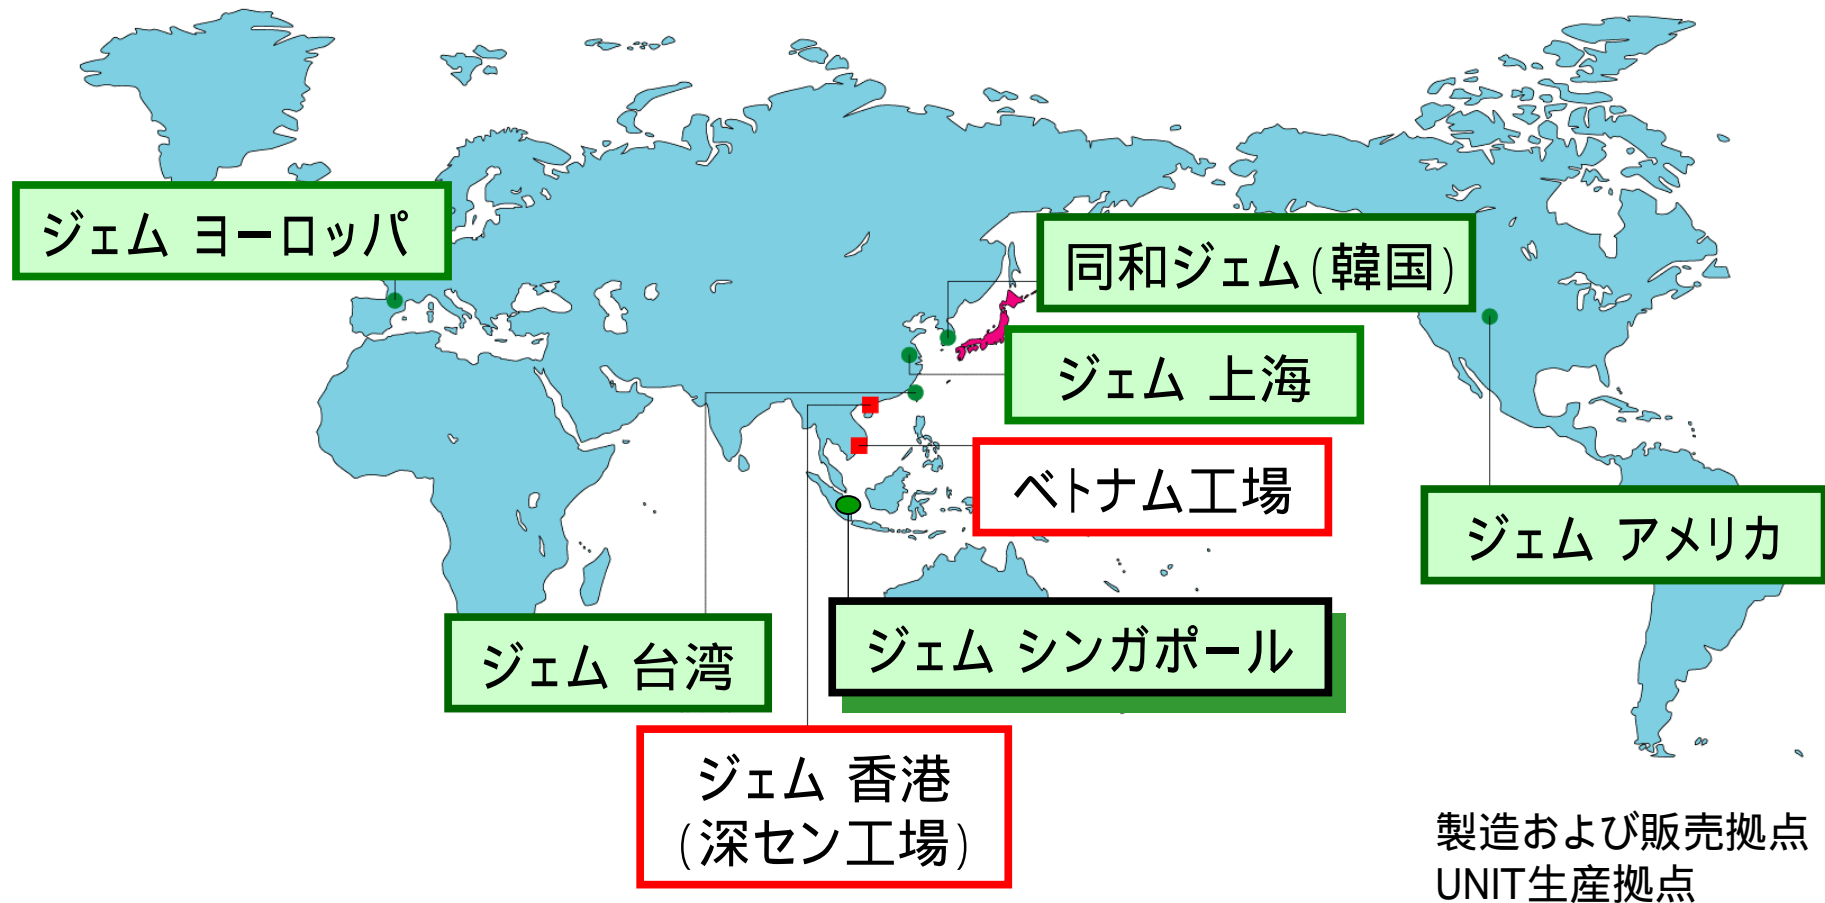 ジェム ヨーロッパ
同和ジェム(韓国)
ジェム 上海
ベトナム工場
ジェム アメリカ
ジェム 台湾
ジェム シンガポール
ジェム 香港
(深セン工場)
製造および販売拠点
UNIT生産拠点